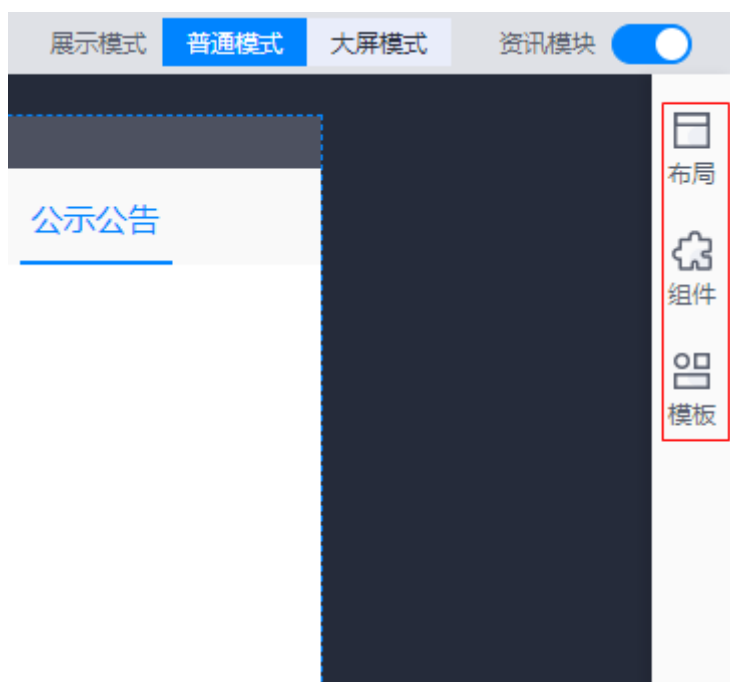 展示模式 普通模式 大屏模式 资讯模块
布局
公示公告
组件
模板